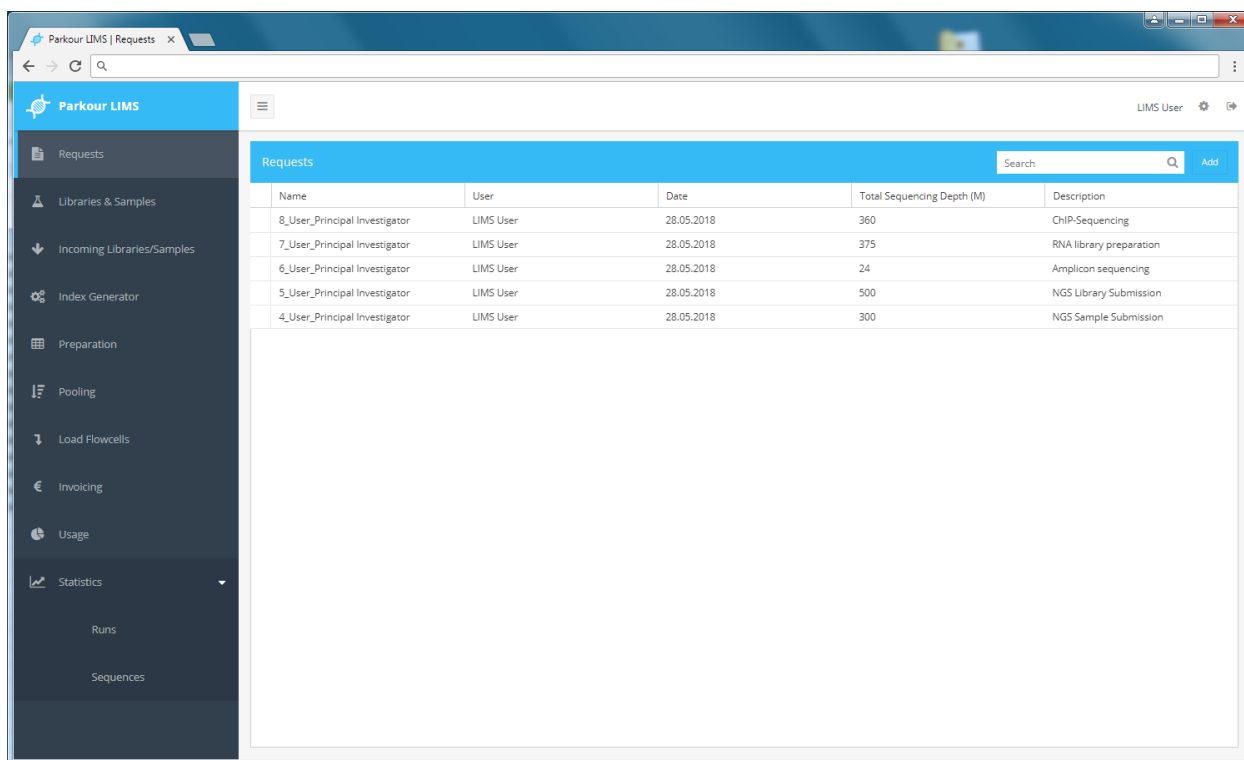 Parkour LIMS | Requests
Parkour LIMS
LIMS User
Requests
Libraries & Samples
Incoming Libraries/Samples
Index Generator
Preparation
Pooling
Load Flowcells
€ Invoicing
Usage
Statistics
Runs
Sequences
Requests Search Add
Name User Date Total Sequencing Depth (M) Description
8_User_Principal Investigator LIMS User 28.05.2018 360 ChIP-Sequencing
7_User_Principal Investigator LIMS User 28.05.2018 375 RNA library preparation
6_User_Principal Investigator LIMS User 28.05.2018 24 Amplicon sequencing
5_User_Principal Investigator LIMS User 28.05.2018 500 NGS Library Submission
4_User_Principal Investigator LIMS User 28.05.2018 300 NGS Sample Submission